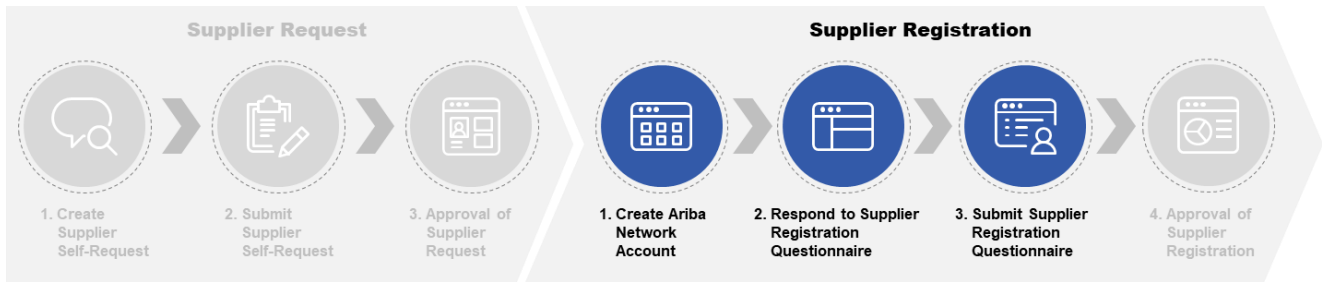 Supplier Request
Supplier Registration
1. Create
Supplier
Self-Request
2. Submit
Supplier
Self-Request
3. Approval of
Supplier
Request
1. Create Ariba
Network
Account
2. Respond to Supplier
Registration
Questionnaire
3. Submit Supplier
Registration
Questionnaire
4. Approval of
Supplier
Registration